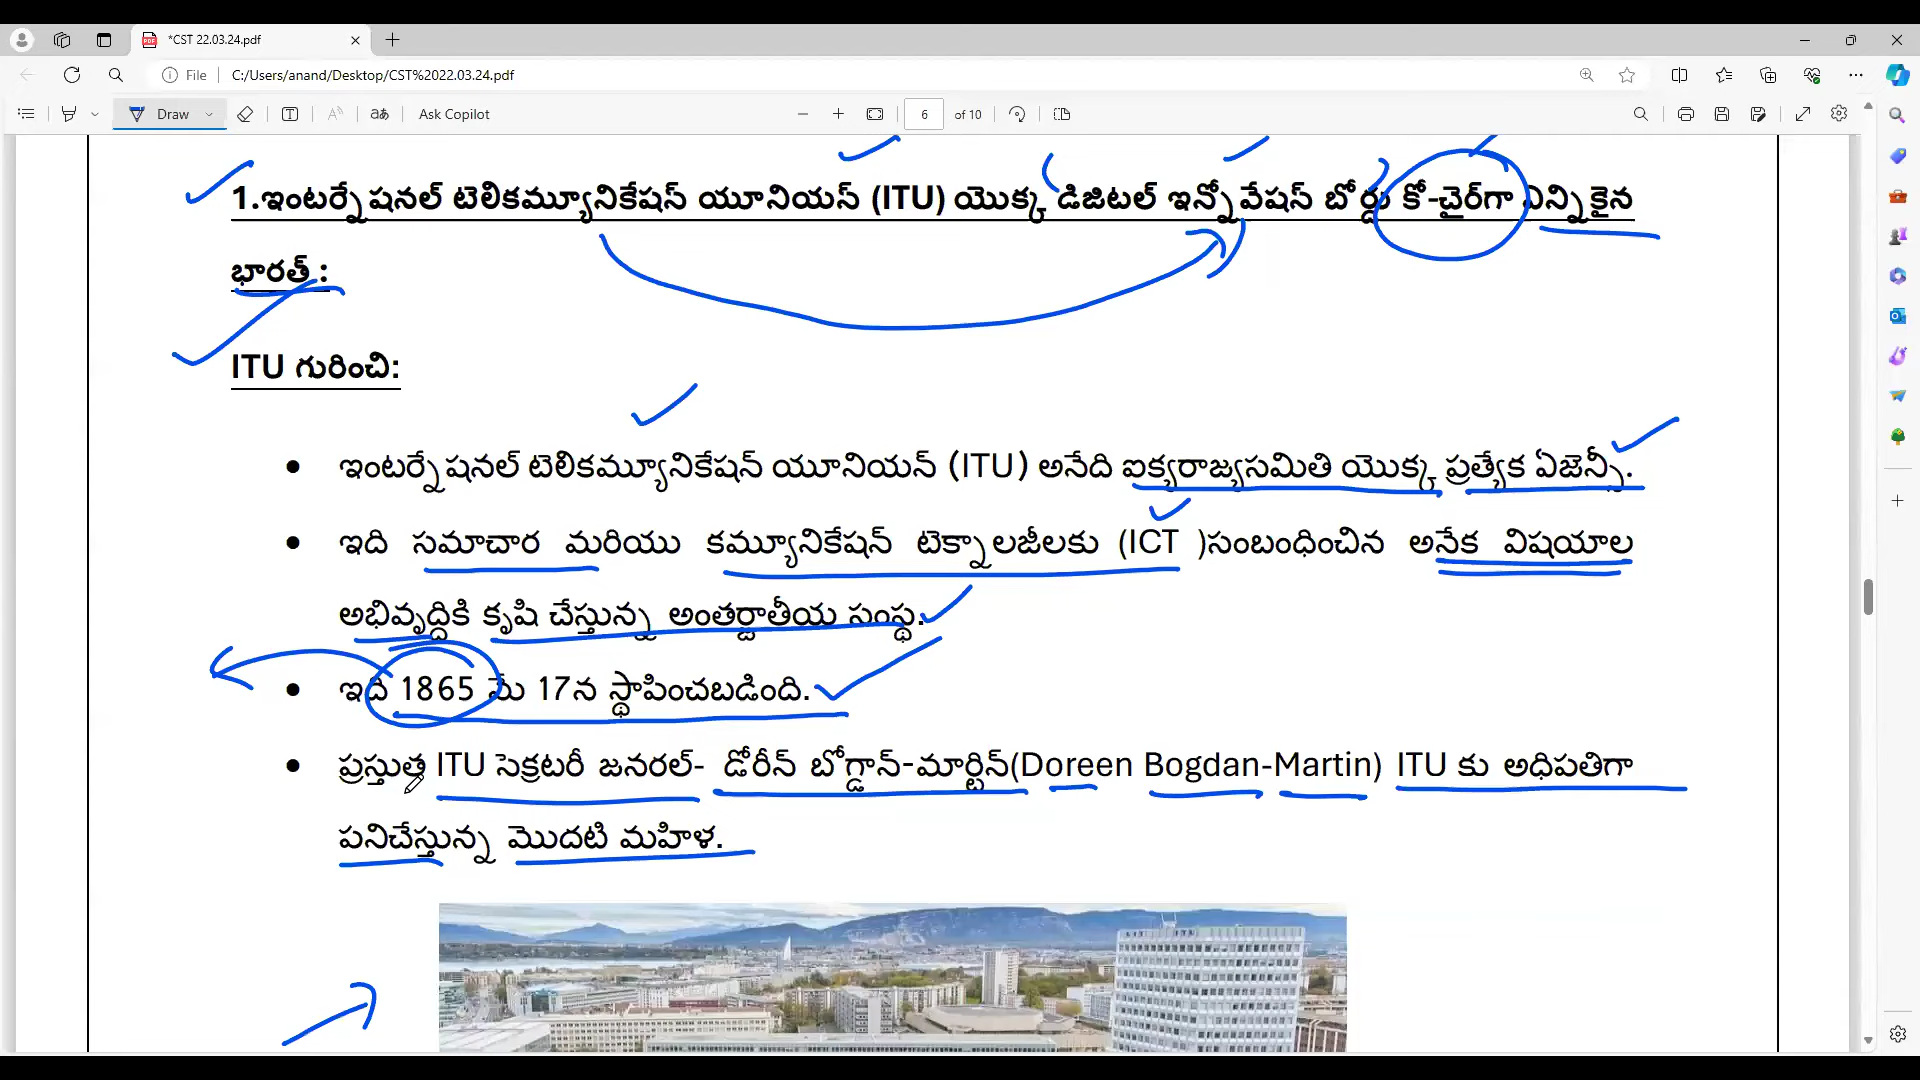 *CST 22.03.24.pdf
File C:/Users/anand/Desktop/CST%2022.03.24.pdf
Draw Ask Copilot 6 of 10
1.ఇంటర్నేషనల్ టెలికమ్యూనికేషన్ యూనియన్ (ITU) యొక్క డిజిటల్ ఇన్నోవేషన్ బోర్డు కో-చైర్‌గా ఎన్నికైన
భారత్ :
ITU గురించి:
• ఇంటర్నేషనల్ టెలికమ్యూనికేషన్ యూనియన్ (ITU) అనేది ఐక్యరాజ్యసమితి యొక్క ప్రత్యేక ఏజెన్సీ.
• ఇది సమాచార మరియు కమ్యూనికేషన్ టెక్నాలజీలకు (ICT )సంబంధించిన అనేక విషయాల
అభివృద్ధికి కృషి చేస్తున్న అంతర్జాతీయ సంస్థ.
• ఇది 1865 మే 17న స్థాపించబడింది.
• ప్రస్తుత ITU సెక్రటరీ జనరల్- డోరీన్ బోగ్డాన్-మార్టిన్(Doreen Bogdan-Martin) ITU కు అధిపతిగా
పనిచేస్తున్న మొదటి మహిళ.